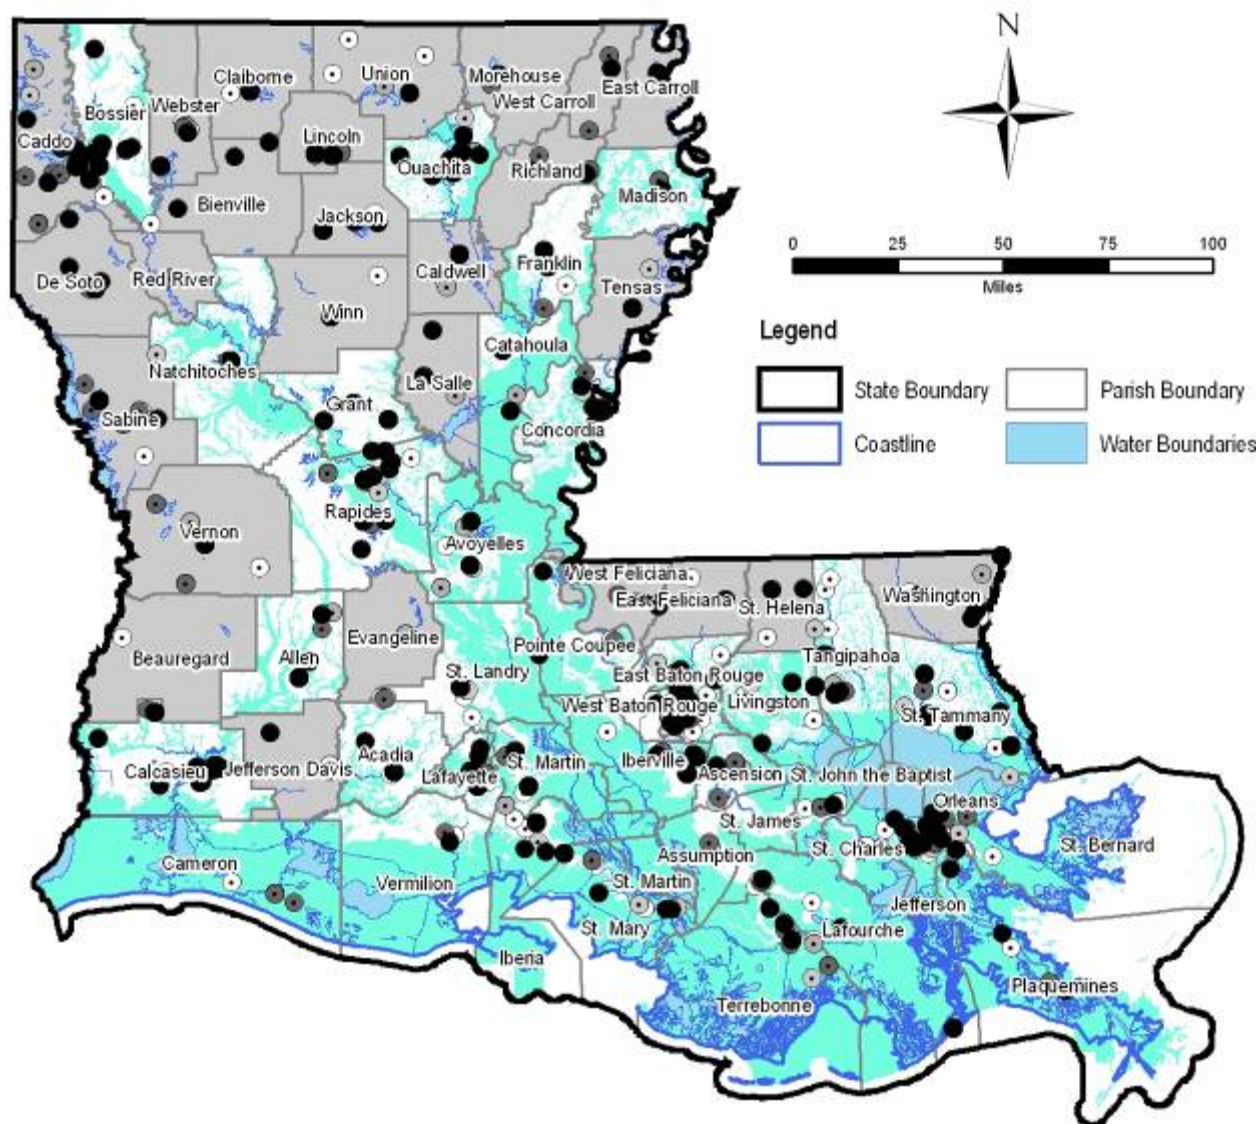 N
0 25 50 75 100
Miles
Legend
State Boundary
Parish Boundary
Coastline
Water Boundaries
Claiborne
Union
Morehouse
West Carroll
East Carroll
Bossier
Webster
Caddo
Lincoln
Ouachita
Richland
Madison
Bienville
Jackson
De Soto
Red River
Caldwell
Franklin
Tensas
Winn
Catahoula
Natchitoches
La Salle
Sabine
Grant
Concordia
Rapides
Vernon
Avoyelles
West Feliciana
East Feliciana
St. Helena
Washington
Evangeline
Beauregard
Allen
Pointe Coupee
Tangipahoa
St. Landry
East Baton Rouge
West Baton Rouge
Livingston
St. Tammany
Acadia
Calcasieu
Jefferson Davis
Lafayette
St. Martin
Iberville
Ascension
St. John the Baptist
Orleans
St. James
St. Charles
St. Bernard
Cameron
Vermilion
Assumption
St. Martin
St. Mary
Jefferson
Lafourche
Iberia
Terrebonne
Plaquemines